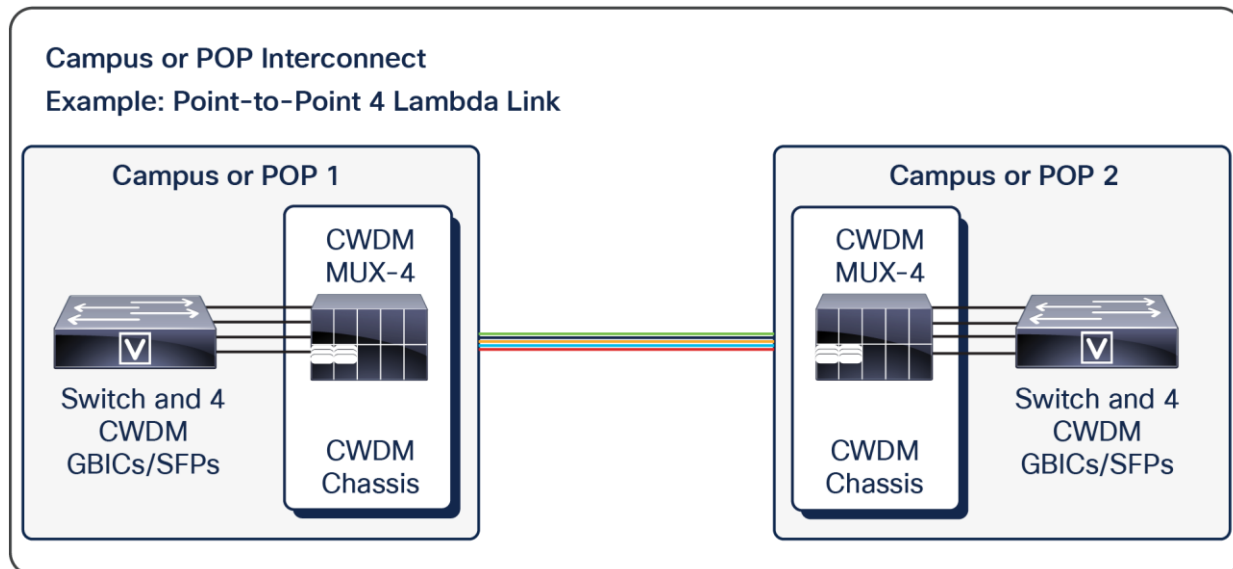 Campus or POP Interconnect
Example: Point-to-Point 4 Lambda Link
Campus or POP 1
CWDM
MUX-4
V
Switch and 4
CWDM
GBICs/SFPs
CWDM
Chassis
Campus or POP 2
CWDM
MUX-4
V
CWDM
Chassis
Switch and 4
CWDM
GBICs/SFPs